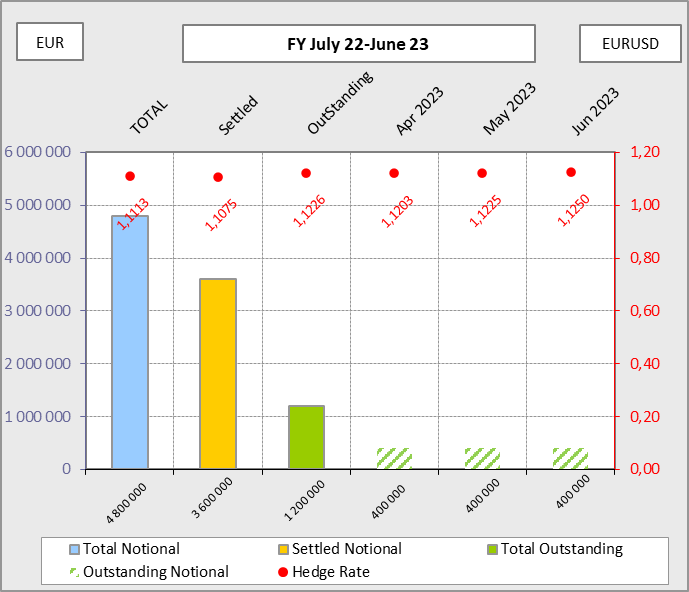 EUR
FY July 22-June 23
EURUSD
TOTAL
Settled
OutStanding
Apr 2023
May 2023
Jun 2023
6 000 000
5 000 000
4 000 000
3 000 000
2 000 000
1 000 000
0
1,20
1,00
0,80
0,60
0,40
0,20
0,00
1,1113
1,1075
1,1226
1,1203
1,1225
1,1250
4 800 000
3 600 000
1 200 000
400 000
400 000
400 000
Total Notional
Settled Notional
Total Outstanding
Outstanding Notional
Hedge Rate